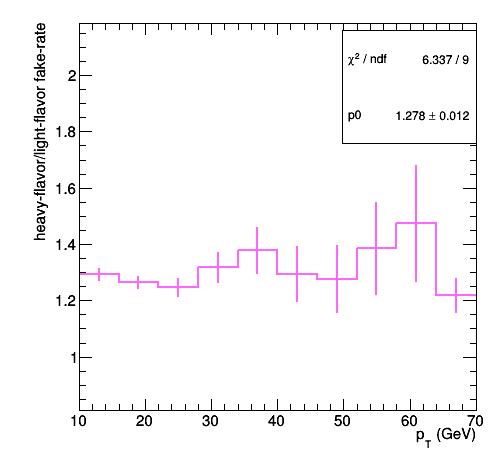 heavy-flavor/light-flavor fake-rate
χ² / ndf 6.337 / 9
p0 1.278 ± 0.012
2
1.8
1.6
1.4
1.2
1
10 20 30 40 50 60 70
p_T (GeV)